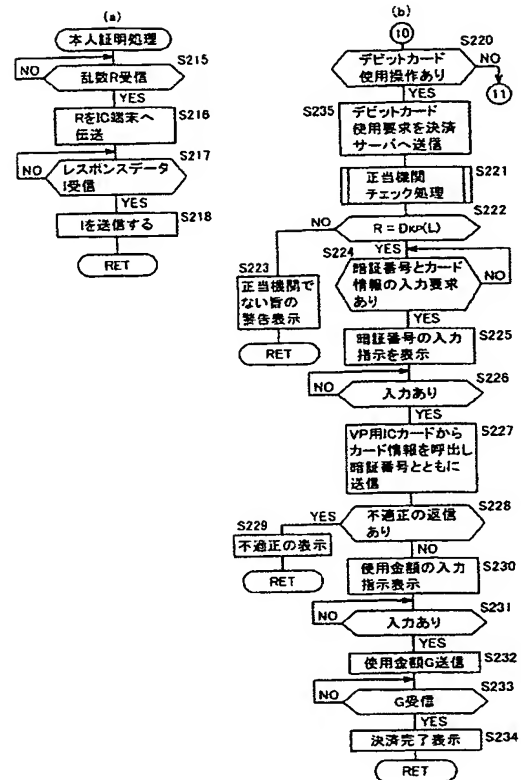 (a)
本人証明処理
S215
NO
乱数R受信
YES
S216
RをIC端末へ
伝送
S217
NO
レスポンスデータ
I受信
YES
S218
Iを送信する
RET
(b)
10
S220
デビットカード
使用操作あり
NO
11
YES
S235
デビットカード
使用要求を決済
サーバへ送信
S221
正当機関
チェック処理
S222
NO
R=DKP(L)
YES
S224
暗証番号とカード
情報の入力要求
あり
NO
S223
正当機関で
ない旨の
警告表示
RET
YES
S225
暗証番号の入力
指示を表示
S226
NO
入力あり
YES
S227
VP用ICカードから
カード情報を呼出し
暗証番号とともに
送信
S228
YES
不適正の返信
あり
S229
不適正の表示
RET
NO
S230
使用金額の入力
指示表示
S231
NO
入力あり
YES
使用金額G送信
S232
S233
NO
G受信
YES
決済完了表示
S234
RET